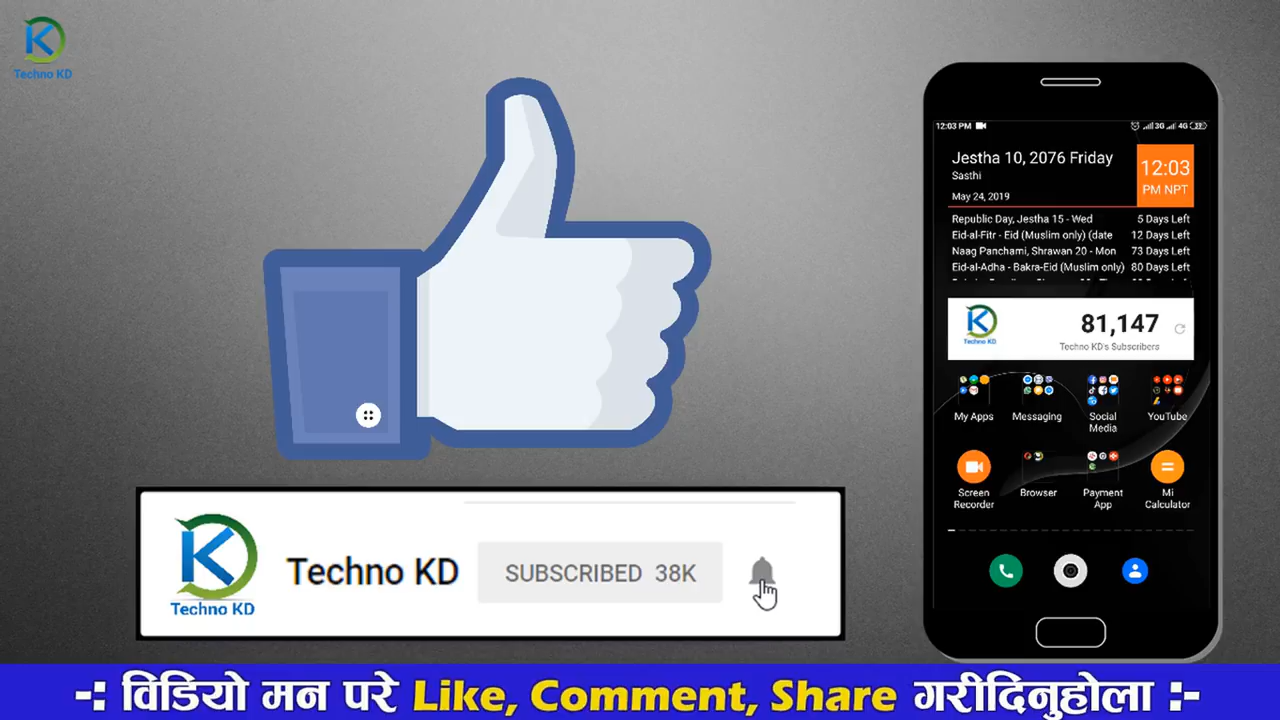 Techno KD
12:03 PM
3G 4G 39
Jestha 10, 2076 Friday
Sasthi
May 24, 2019
12:03
PM NPT
Republic Day, Jestha 15 - Wed 5 Days Left
Eid-al-Fitr - Eid (Muslim only) (date 12 Days Left
Naag Panchami, Shrawan 20 - Mon 73 Days Left
Eid-al-Adha - Bakra-Eid (Muslim only) 80 Days Left
Techno KD
81,147
Techno KD's Subscribers
My Apps
Messaging
Social Media
YouTube
Screen Recorder
Browser
Payment App
Mi Calculator
Techno KD
Techno KD
SUBSCRIBED 38K
-: विडियो मन परे Like, Comment, Share गरीदिनुहोला :-